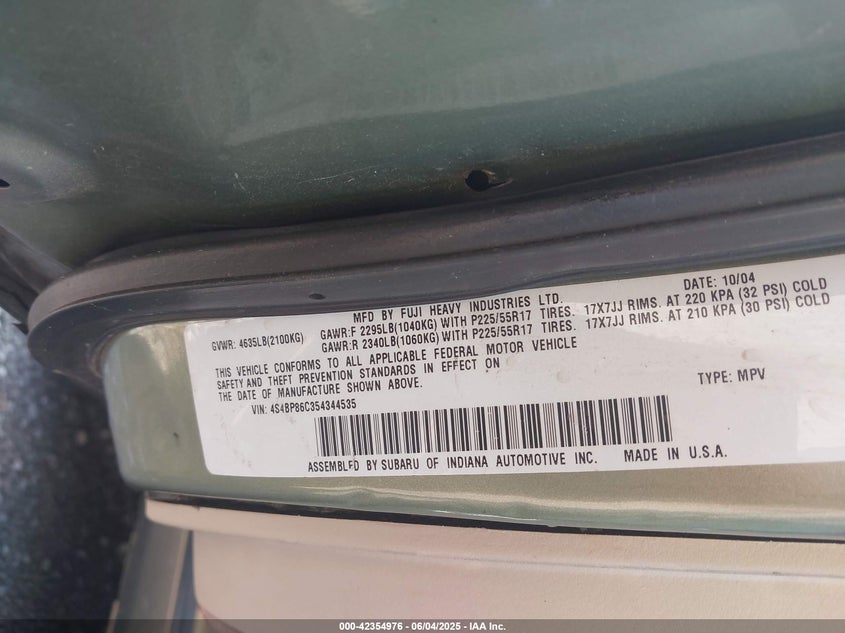 MFD BY FUJI HEAVY INDUSTRIES LTD. DATE: 10/04
GVWR: 4635LB(2100KG) GAWR:F 2295LB(1040KG) WITH P225/55R17 TIRES. 17X7JJ RIMS. AT 220 KPA (32 PSI) COLD
GAWR:R 2340LB(1060KG) WITH P225/55R17 TIRES. 17X7JJ RIMS. AT 210 KPA (30 PSI) COLD
THIS VEHICLE CONFORMS TO ALL APPLICABLE FEDERAL MOTOR VEHICLE
SAFETY AND THEFT PREVENTION STANDARDS IN EFFECT ON
THE DATE OF MANUFACTURE SHOWN ABOVE. TYPE: MPV
VIN: 4S4BP86C354344535
ASSEMBLED BY SUBARU OF INDIANA AUTOMOTIVE INC. MADE IN U.S.A.
000-42354976 - 06/04/2025 - IAA Inc.